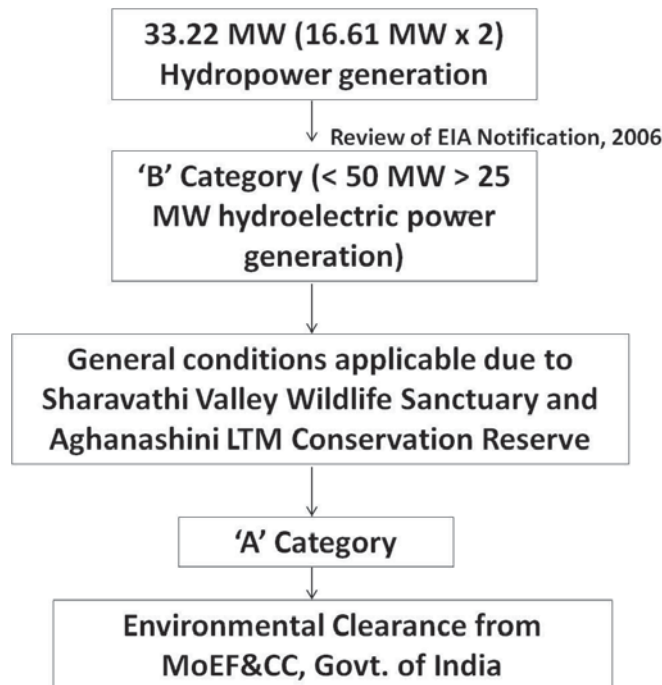 33.22 MW (16.61 MW x 2)
Hydropower generation
Review of EIA Notification, 2006
‘B’ Category (< 50 MW > 25
MW hydroelectric power
generation)
General conditions applicable due to
Sharavathi Valley Wildlife Sanctuary and
Aghanashini LTM Conservation Reserve
‘A’ Category
Environmental Clearance from
MoEF&CC, Govt. of India